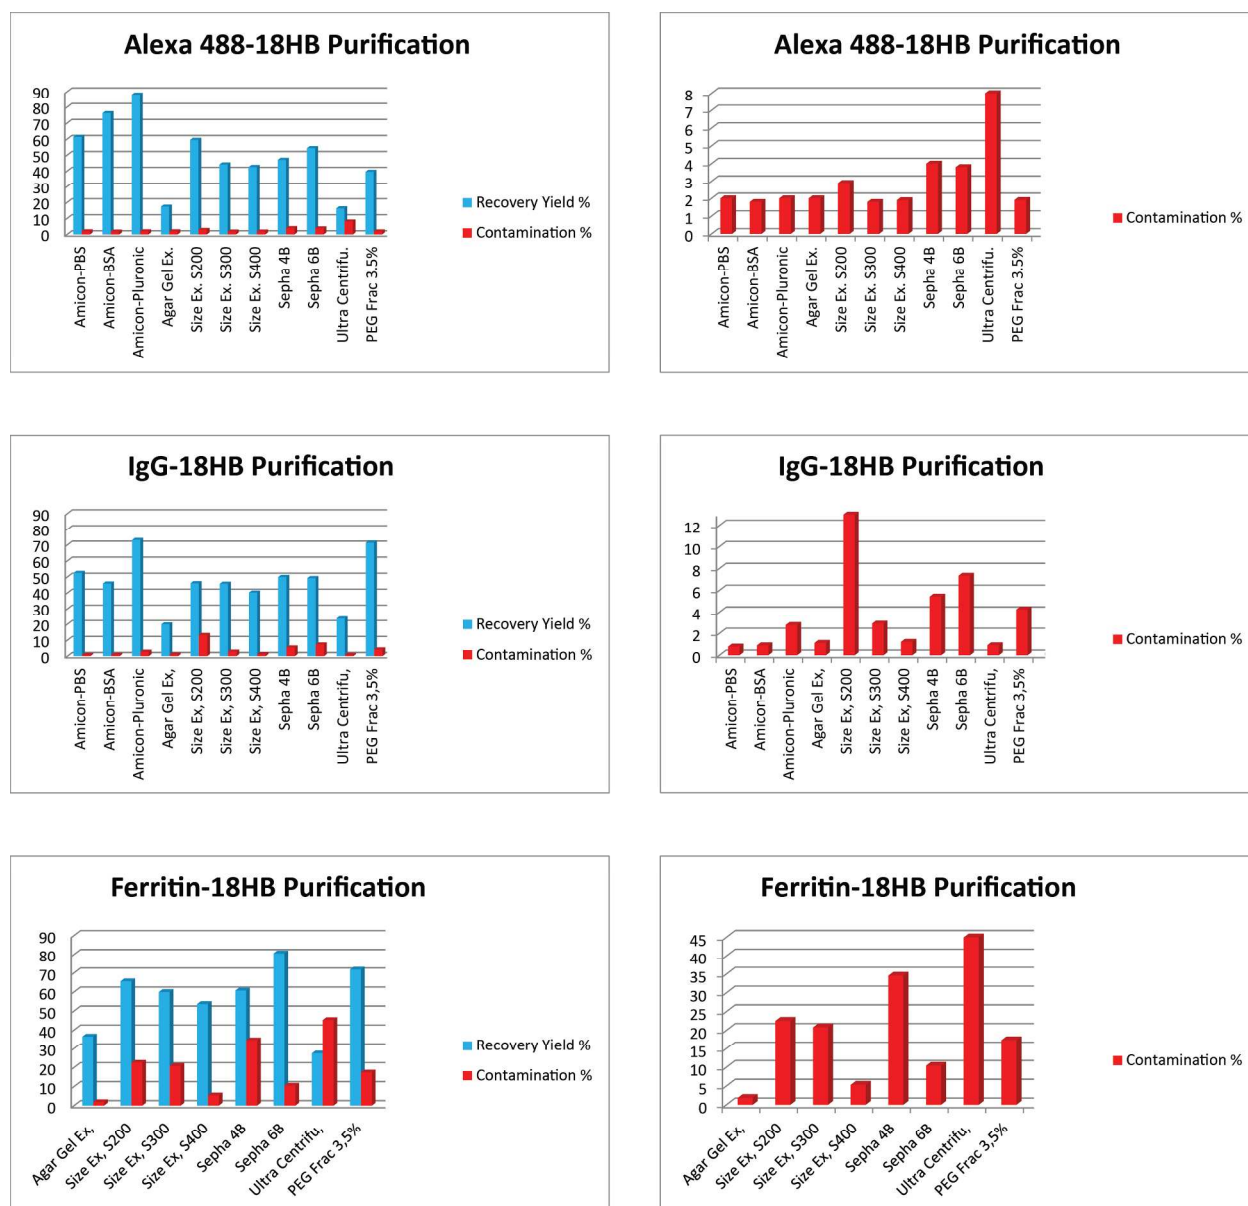 Alexa 488-18HB Purification
90
80
70
60
50
40
30
20
10
0
Amicon-PBS
Amicon-BSA
Amicon-Pluronic
Agar Gel Ex.
Size Ex. S200
Size Ex. S300
Size Ex. S400
Sepha 4B
Sepha 6B
Ultra Centrifu.
PEG Frac 3.5%
Recovery Yield %
Contamination %
Alexa 488-18HB Purification
8
7
6
5
4
3
2
1
0
Amicon-PBS
Amicon-BSA
Amicon-Pluronic
Agar Gel Ex.
Size Ex. S200
Size Ex. S300
Size Ex. S400
Sepha 4B
Sepha 6B
Ultra Centrifu.
PEG Frac 3.5%
Contamination %
IgG-18HB Purification
90
80
70
60
50
40
30
20
10
0
Amicon-PBS
Amicon-BSA
Amicon-Pluronic
Agar Gel Ex,
Size Ex, S200
Size Ex, S300
Size Ex, S400
Sepha 4B
Sepha 6B
Ultra Centrifu,
PEG Frac 3,5%
Recovery Yield %
Contamination %
IgG-18HB Purification
12
10
8
6
4
2
0
Amicon-PBS
Amicon-BSA
Amicon-Pluronic
Agar Gel Ex,
Size Ex, S200
Size Ex, S300
Size Ex, S400
Sepha 4B
Sepha 6B
Ultra Centrifu,
PEG Frac 3,5%
Contamination %
Ferritin-18HB Purification
90
80
70
60
50
40
30
20
10
0
Agar Gel Ex,
Size Ex, S200
Size Ex, S300
Size Ex, S400
Sepha 4B
Sepha 6B
Ultra Centrifu,
PEG Frac 3,5%
Recovery Yield %
Contamination %
Ferritin-18HB Purification
45
40
35
30
25
20
15
10
5
0
Agar Gel Ex,
Size Ex, S200
Size Ex, S300
Size Ex, S400
Sepha 4B
Sepha 6B
Ultra Centrifu,
PEG Frac 3,5%
Contamination %